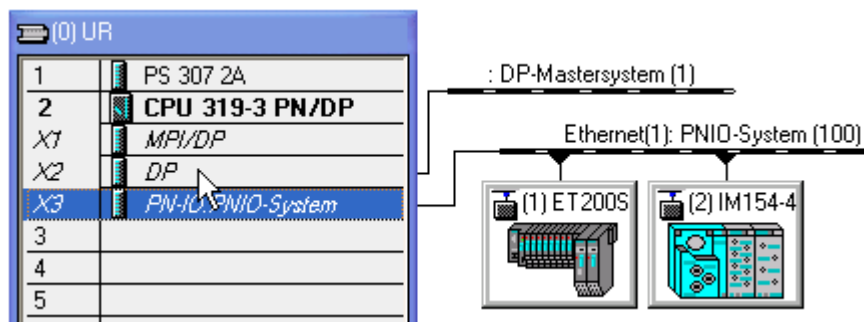 (0) UR
1 PS 307 2A
2 CPU 319-3 PN/DP
X1 MPI/DP
X2 DP
X3 PN-IO:PNIO-System
3
4
5
: DP-Mastersystem (1)
Ethernet(1): PNIO-System (100)
(1) ET200S
(2) IM154-4